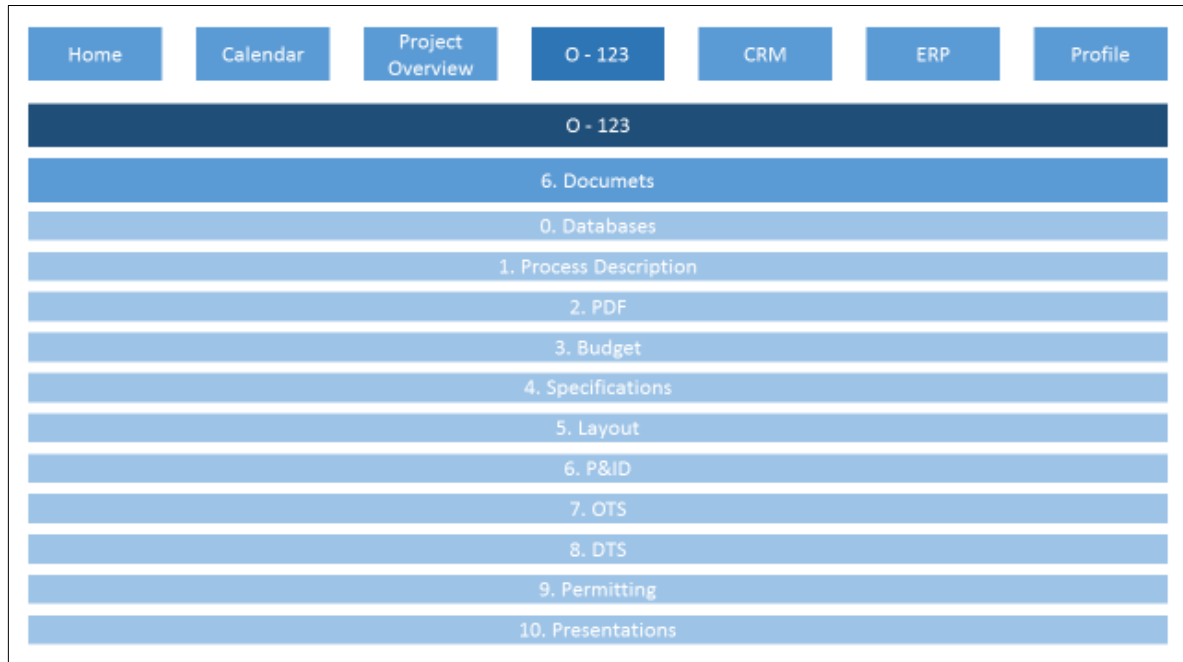 Home
Calendar
Project
Overview
O - 123
CRM
ERP
Profile
O - 123
6. Documets
0. Databases
1. Process Description
2. PDF
3. Budget
4. Specifications
5. Layout
6. P&ID
7. OTS
8. DTS
9. Permitting
10. Presentations